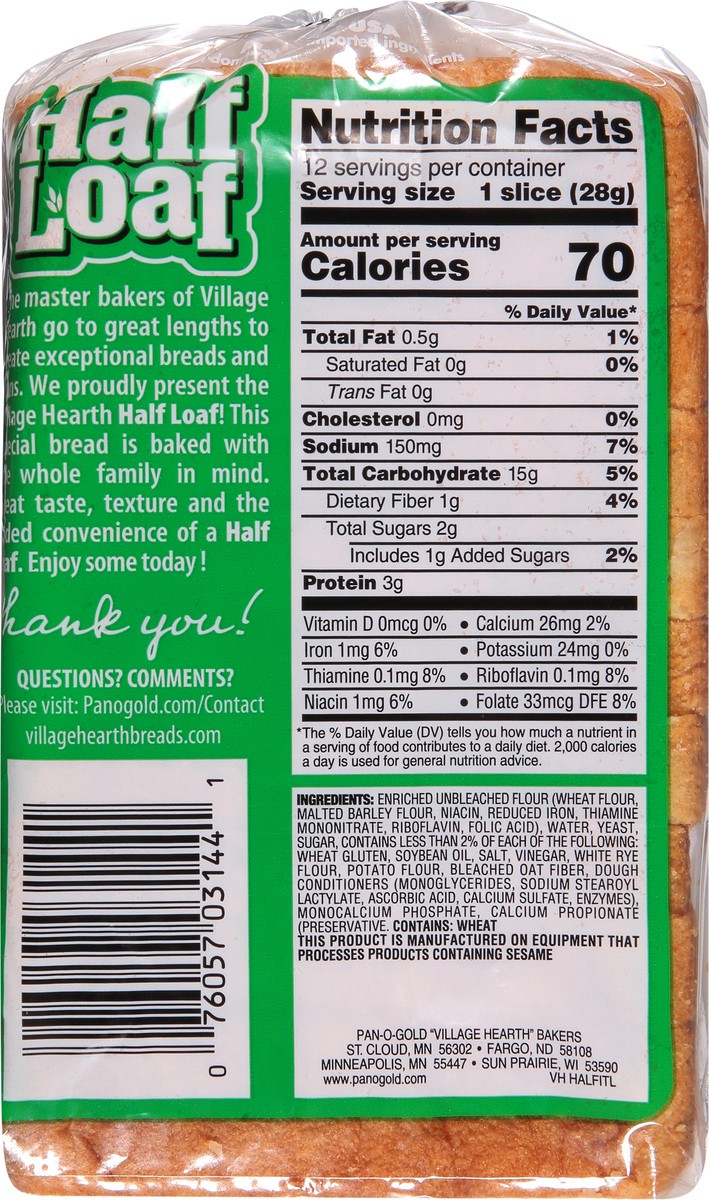 USA
imported ing
ents
Half
Loaf
master bakers of Village
go to great lengths to
exceptional breads and
We proudly present the
Hearth Half Loaf! This
bread is baked with
whole family in mind.
taste, texture and the
convenience of a Half
Enjoy some today!
you!
QUESTIONS? COMMENTS?
Please visit: Panogold.com/Contact
villagehearthbreads.com
0 76057 03144 1
Nutrition Facts
12 servings per container
Serving size 1 slice (28g)
Amount per serving
Calories 70
% Daily Value*
Total Fat 0.5g 1%
Saturated Fat 0g 0%
Trans Fat 0g
Cholesterol 0mg 0%
Sodium 150mg 7%
Total Carbohydrate 15g 5%
Dietary Fiber 1g 4%
Total Sugars 2g
Includes 1g Added Sugars 2%
Protein 3g
Vitamin D 0mcg 0% • Calcium 26mg 2%
Iron 1mg 6% • Potassium 24mg 0%
Thiamine 0.1mg 8% • Riboflavin 0.1mg 8%
Niacin 1mg 6% • Folate 33mcg DFE 8%
*The % Daily Value (DV) tells you how much a nutrient in
a serving of food contributes to a daily diet. 2,000 calories
a day is used for general nutrition advice.
INGREDIENTS: ENRICHED UNBLEACHED FLOUR (WHEAT FLOUR,
MALTED BARLEY FLOUR, NIACIN, REDUCED IRON, THIAMINE
MONONITRATE, RIBOFLAVIN, FOLIC ACID), WATER, YEAST,
SUGAR, CONTAINS LESS THAN 2% OF EACH OF THE FOLLOWING:
WHEAT GLUTEN, SOYBEAN OIL, SALT, VINEGAR, WHITE RYE
FLOUR, POTATO FLOUR, BLEACHED OAT FIBER, DOUGH
CONDITIONERS (MONOGLYCERIDES, SODIUM STEAROYL
LACTYLATE, ASCORBIC ACID, CALCIUM SULFATE, ENZYMES),
MONOCALCIUM PHOSPHATE, CALCIUM PROPIONATE
(PRESERVATIVE. CONTAINS: WHEAT
THIS PRODUCT IS MANUFACTURED ON EQUIPMENT THAT
PROCESSES PRODUCTS CONTAINING SESAME
PAN-O-GOLD "VILLAGE HEARTH" BAKERS
ST. CLOUD, MN 56302 • FARGO, ND 58108
MINNEAPOLIS, MN 55447 • SUN PRAIRIE, WI 53590
www.panogold.com VH HALFITL